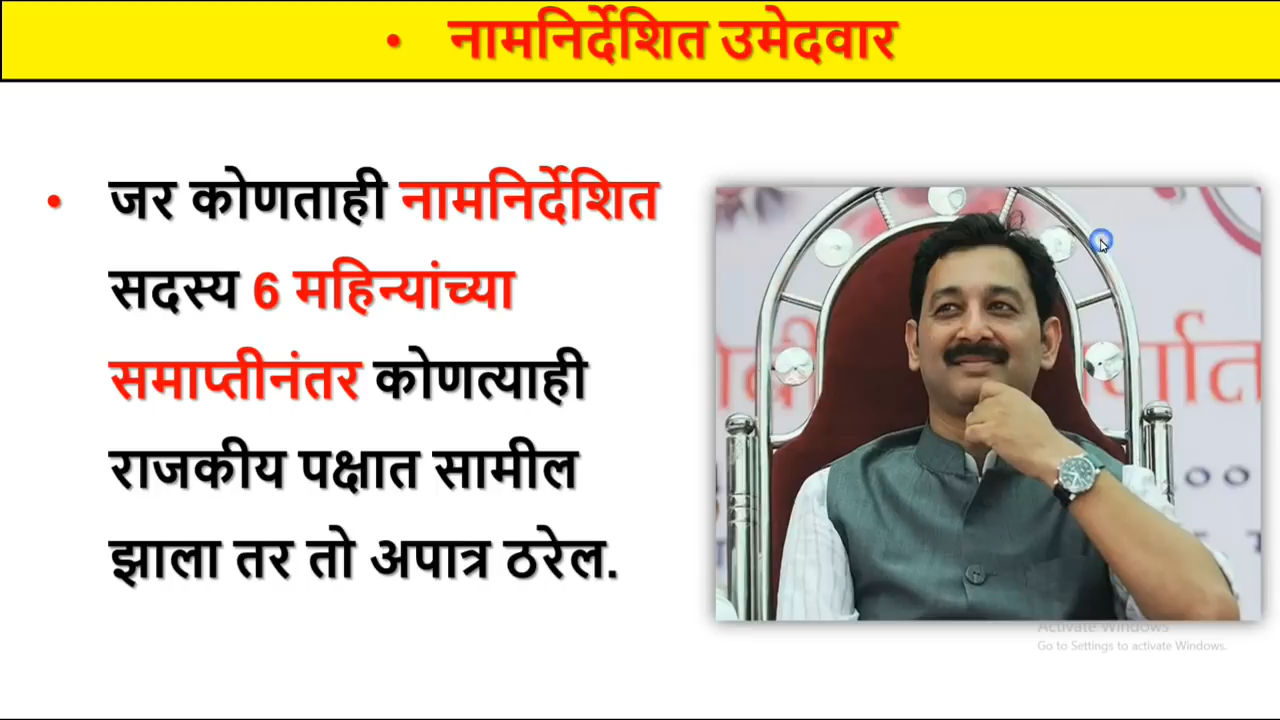 • नामनिर्देशित उमेदवार
• जर कोणताही नामनिर्देशित
सदस्य 6 महिन्यांच्या
समाप्तीनंतर कोणत्याही
राजकीय पक्षात सामील
झाला तर तो अपात्र ठरेल.
Activate Windows
Go to Settings to activate Windows.